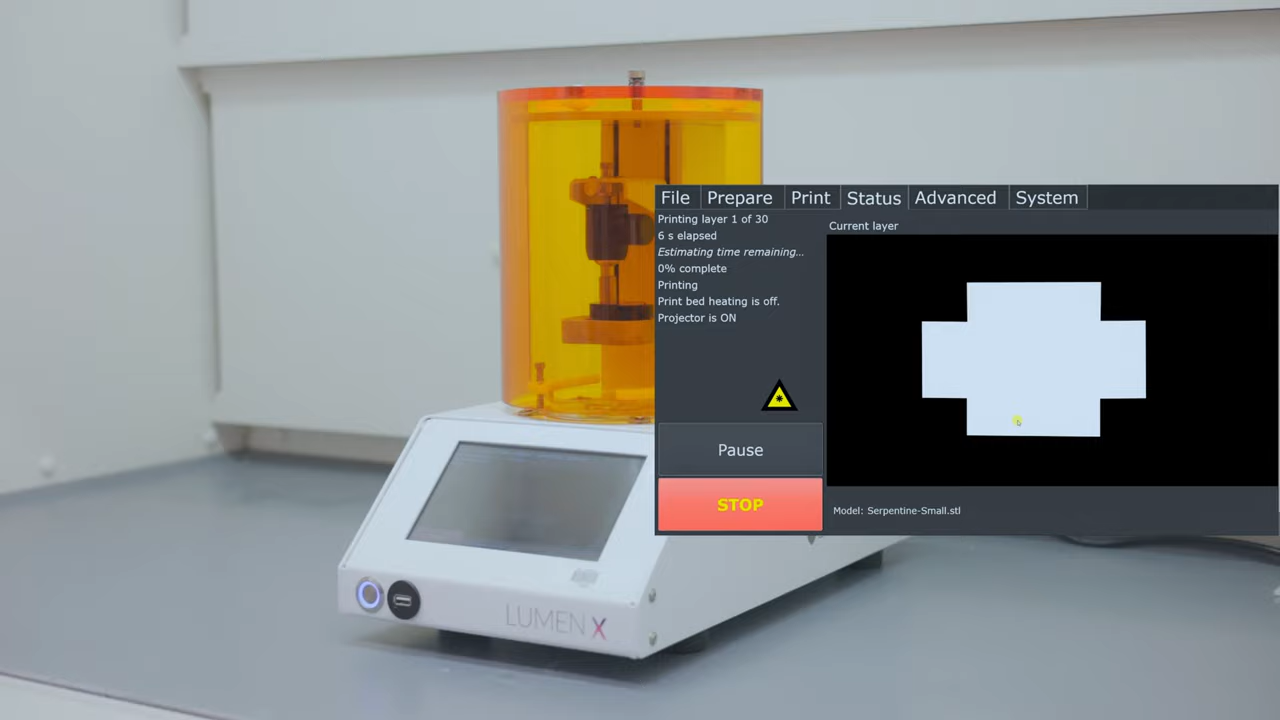 File Prepare Print Status Advanced System
Printing layer 1 of 30
6 s elapsed
Estimating time remaining...
0% complete
Printing
Print bed heating is off.
Projector is ON
Current layer
Pause
STOP
Model: Serpentine-Small.stl
LUMEN X